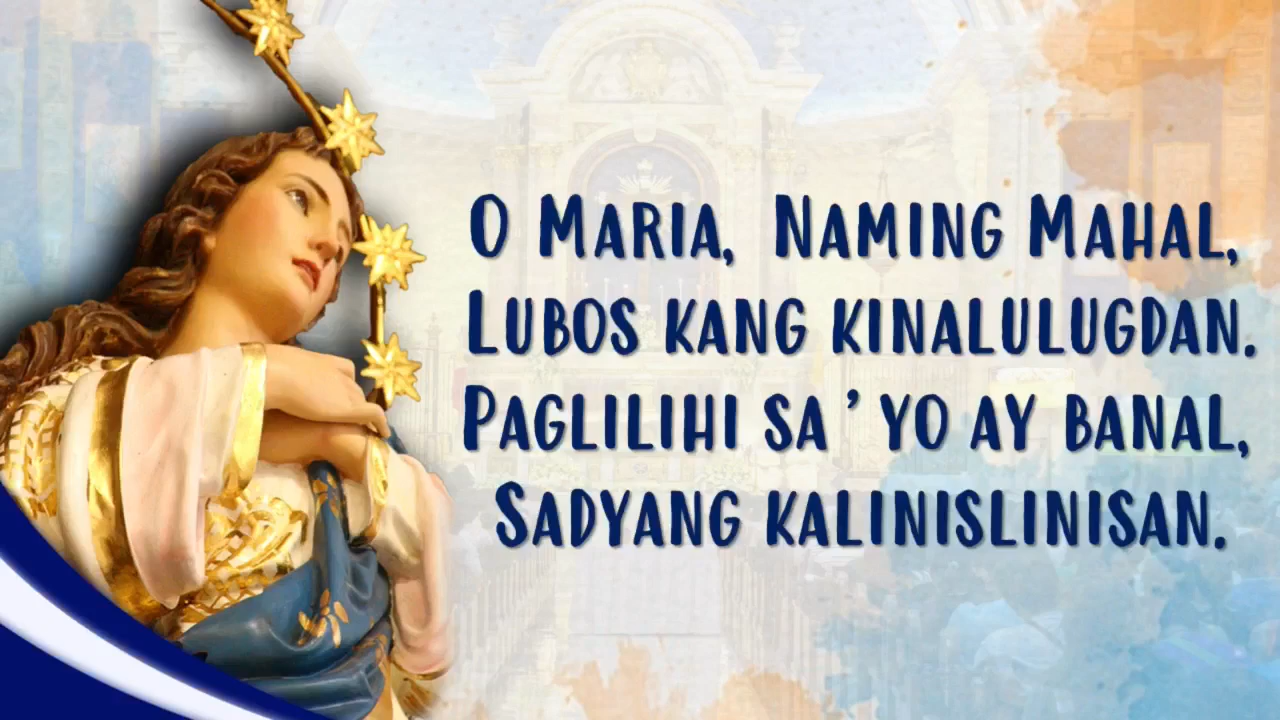 O Maria, Naming Mahal,
Lubos kang kinalulugdan.
Paglilihi sa 'yo ay banal,
Sadyang kalinislinisan.